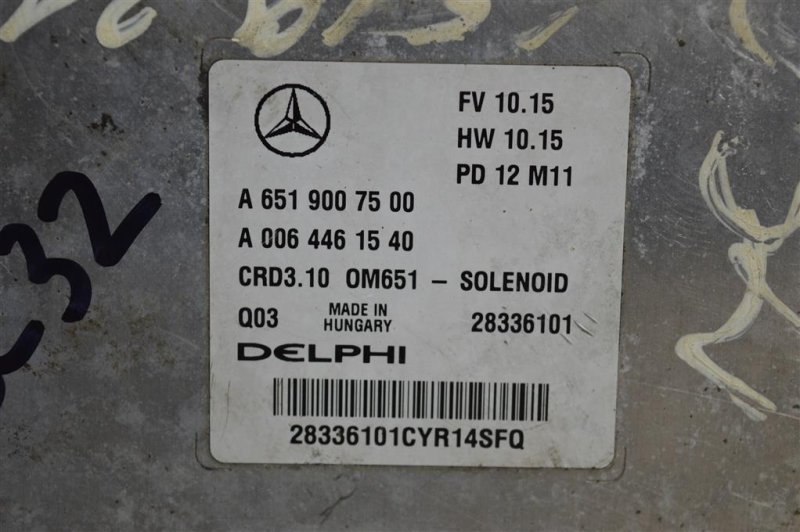 FV 10.15
HW 10.15
PD 12 M11
A 651 900 75 00
A 006 446 15 40
CRD3.10 OM651 – SOLENOID
Q03 MADE IN HUNGARY 28336101
DELPHI
28336101CYR14SFQ
32